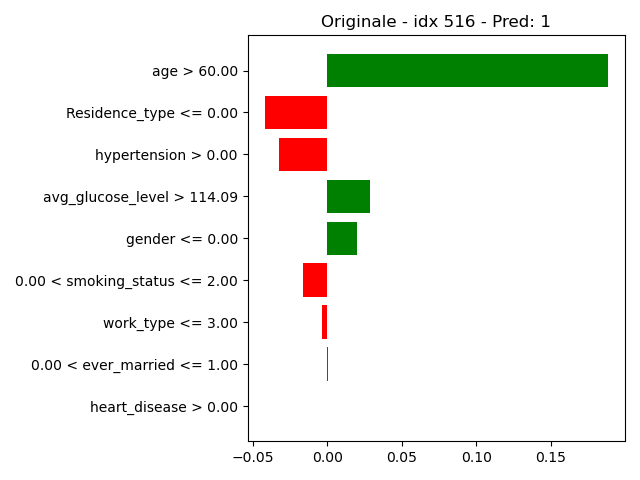 Originale - idx 516 - Pred: 1
age > 60.00
Residence_type <= 0.00
hypertension > 0.00
avg_glucose_level > 114.09
gender <= 0.00
0.00 < smoking_status <= 2.00
work_type <= 3.00
0.00 < ever_married <= 1.00
heart_disease > 0.00
−0.05 0.00 0.05 0.10 0.15